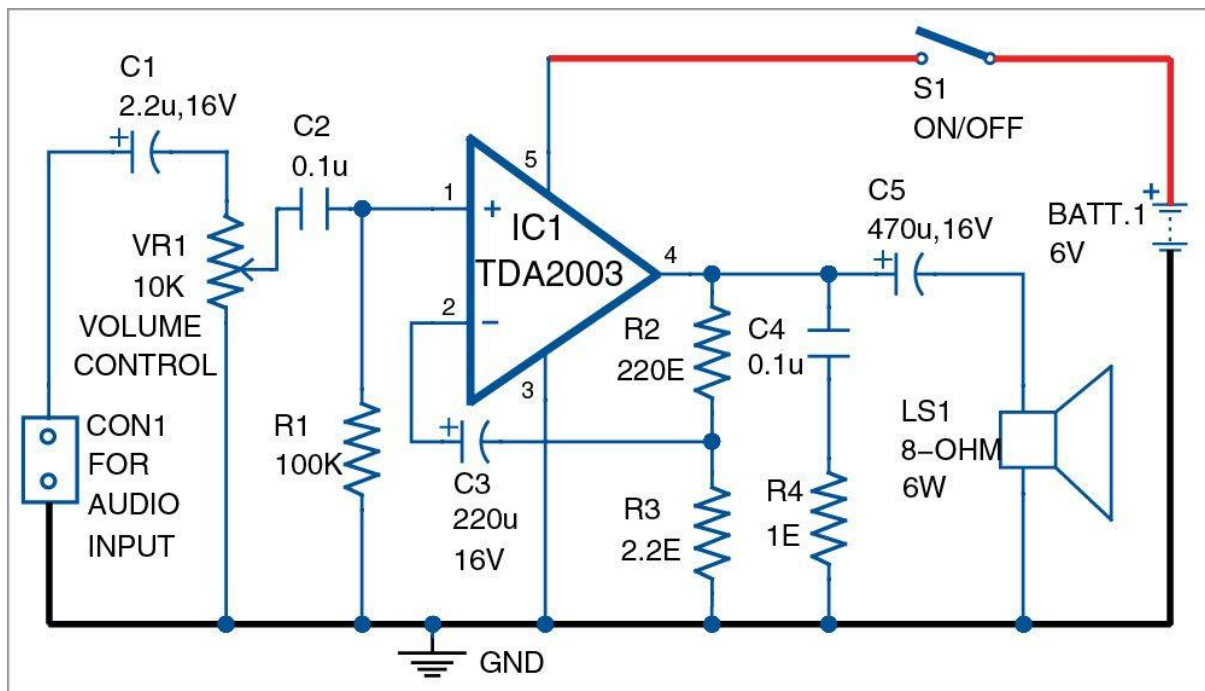 C1
2.2u,16V
C2
0.1u
VR1
10K
VOLUME
CONTROL
CON1
FOR
AUDIO
INPUT
R1
100K
1
+
2
−
IC1
TDA2003
5
4
3
+
C3
220u
16V
R2
220E
R3
2.2E
C4
0.1u
R4
1E
C5
470u,16V
+
S1
ON/OFF
+
BATT.1
6V
LS1
8−OHM
6W
+
GND